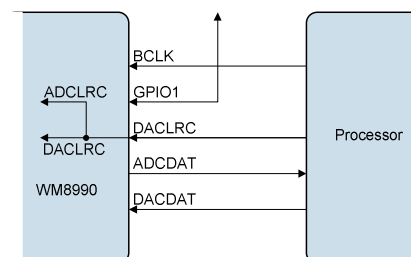 BCLK
ADCLRC
GPIO1
DACLRC
DACLRC
Processor
ADCDAT
WM8990
DACDAT